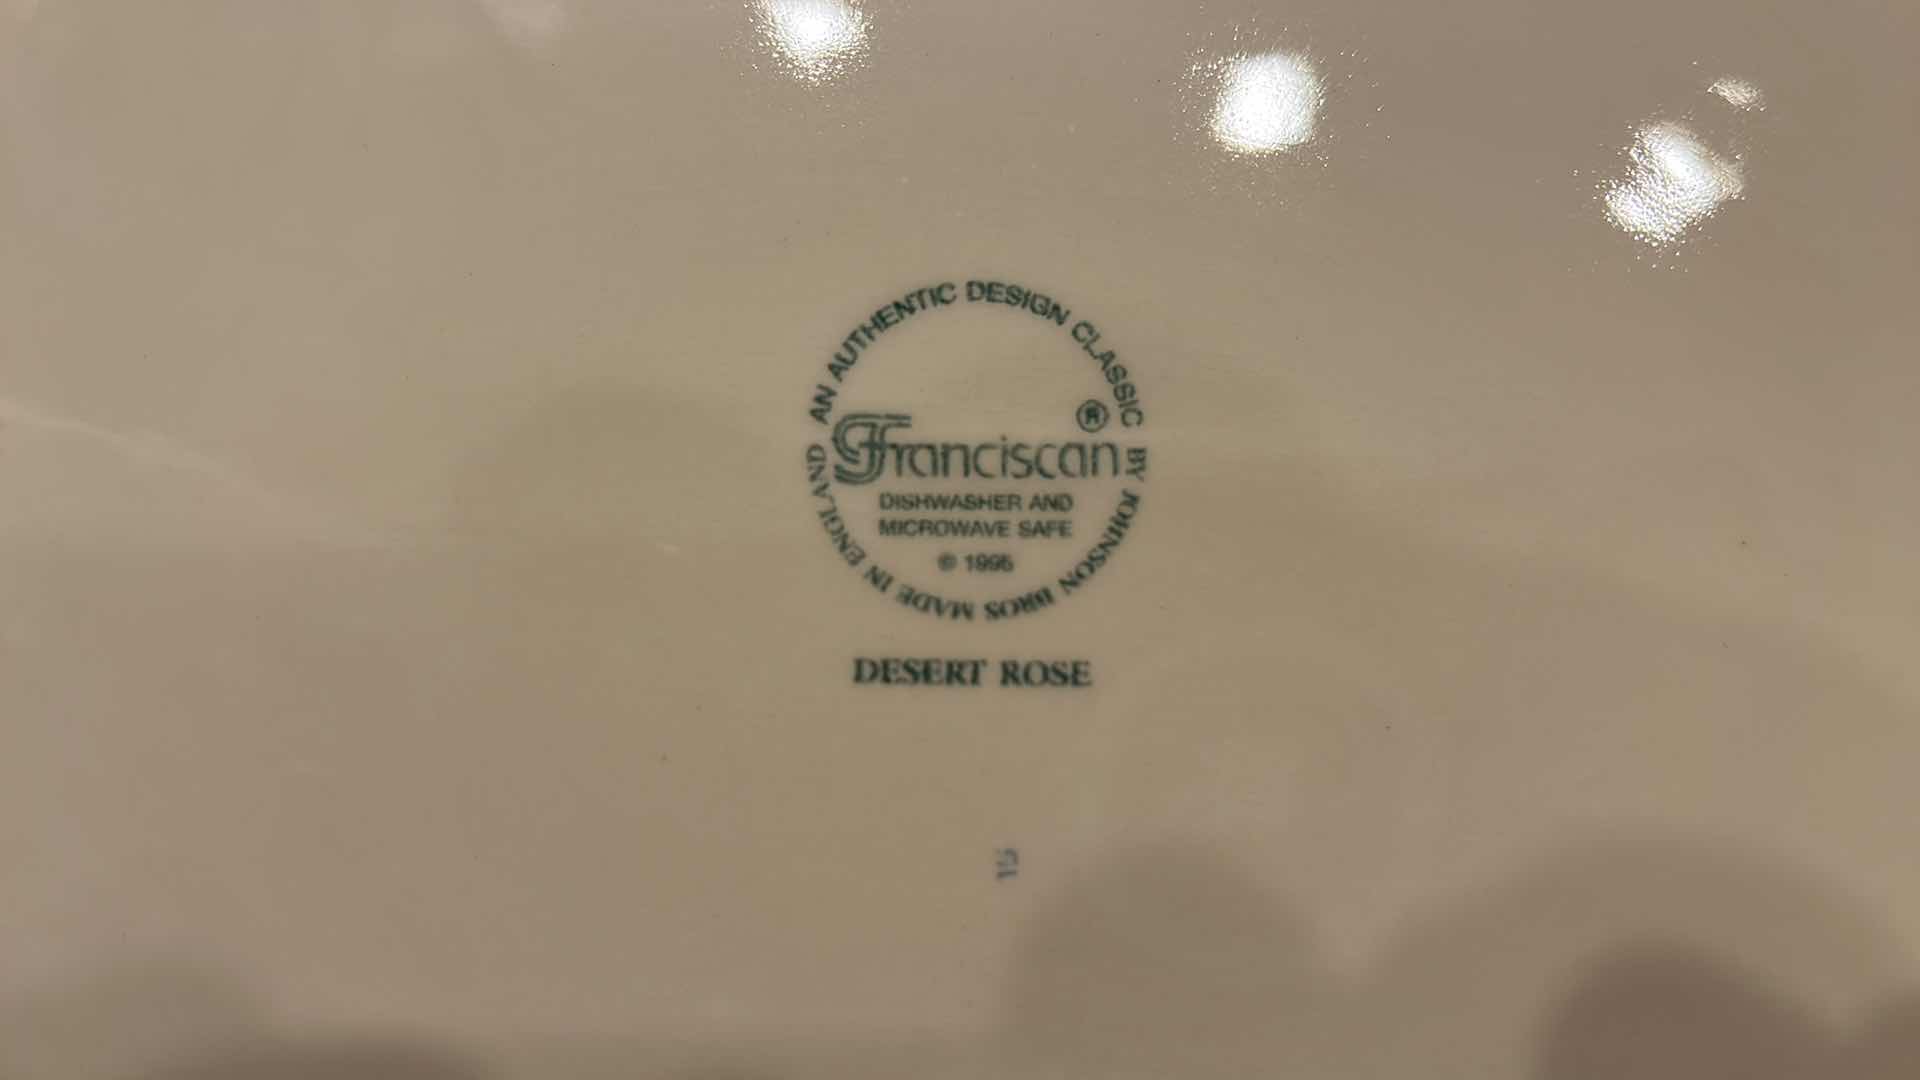 AN AUTHENTIC DESIGN CLASSIC BY JOHNSON BROS MADE IN ENGLAND
Franciscan®
DISHWASHER AND
MICROWAVE SAFE
© 1995
DESERT ROSE